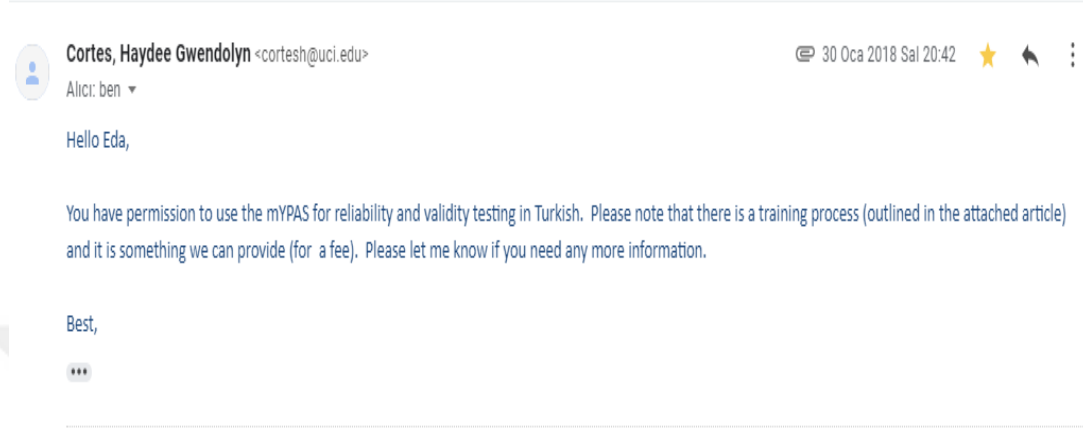 Cortes, Haydee Gwendolyn <cortesh@uci.edu> 30 Oca 2018 Sal 20:42
Alıcı: ben
Hello Eda,
You have permission to use the mYPAS for reliability and validity testing in Turkish. Please note that there is a training process (outlined in the attached article)
and it is something we can provide (for a fee). Please let me know if you need any more information.
Best,